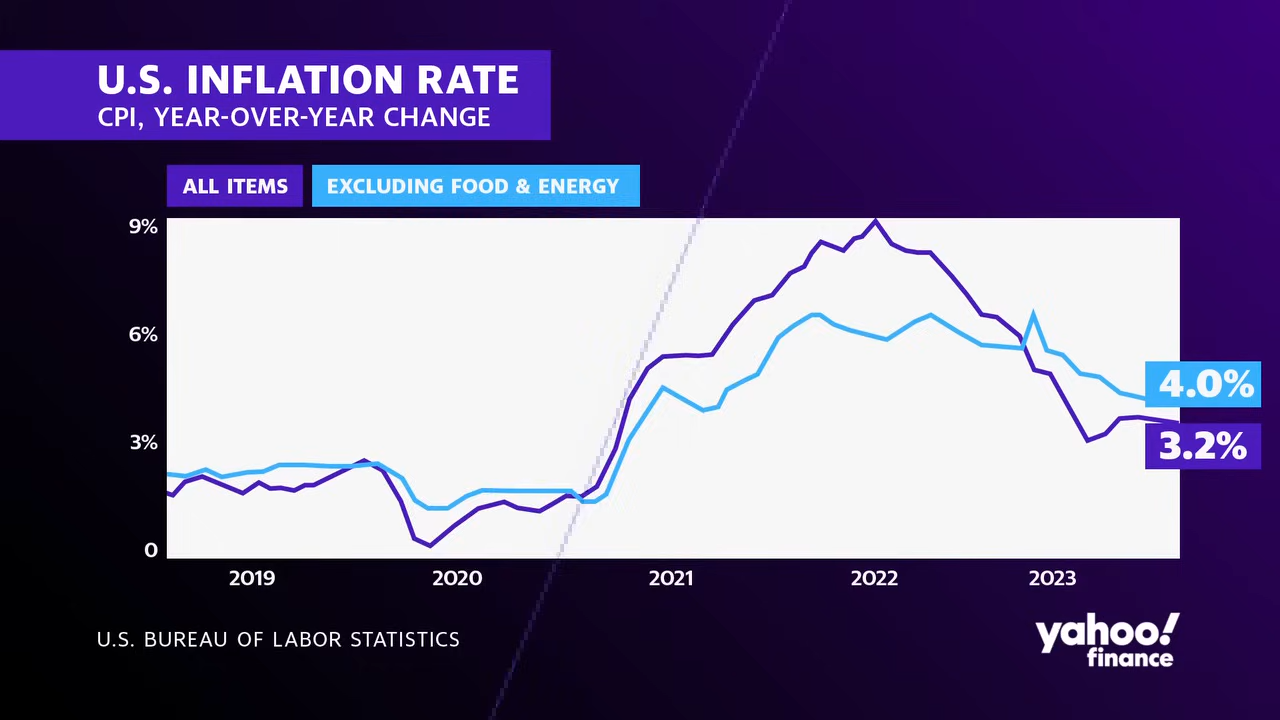 U.S. INFLATION RATE
CPI, YEAR-OVER-YEAR CHANGE
ALL ITEMS EXCLUDING FOOD & ENERGY
9%
6%
4.0%
3%
3.2%
0
2019 2020 2021 2022 2023
U.S. BUREAU OF LABOR STATISTICS
yahoo!
finance